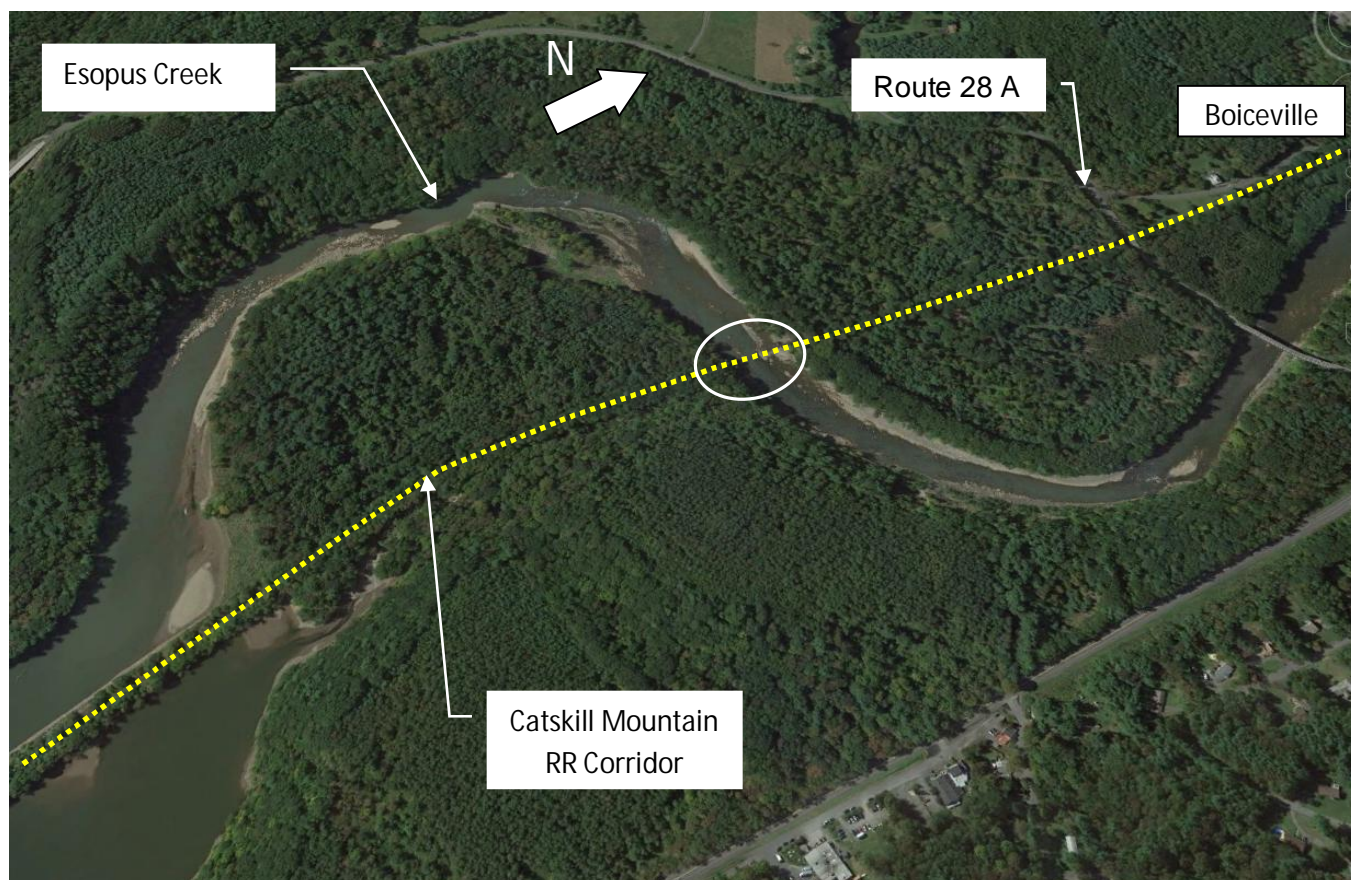 Esopus Creek
N
Route 28 A
Boiceville
Catskill Mountain
RR Corridor